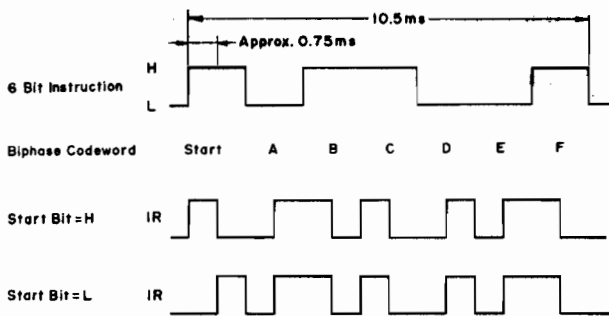 10.5ms
Approx. 0.75ms
6 Bit Instruction H
L
Biphase Codeword Start A B C D E F
Start Bit=H IR
Start Bit=L IR